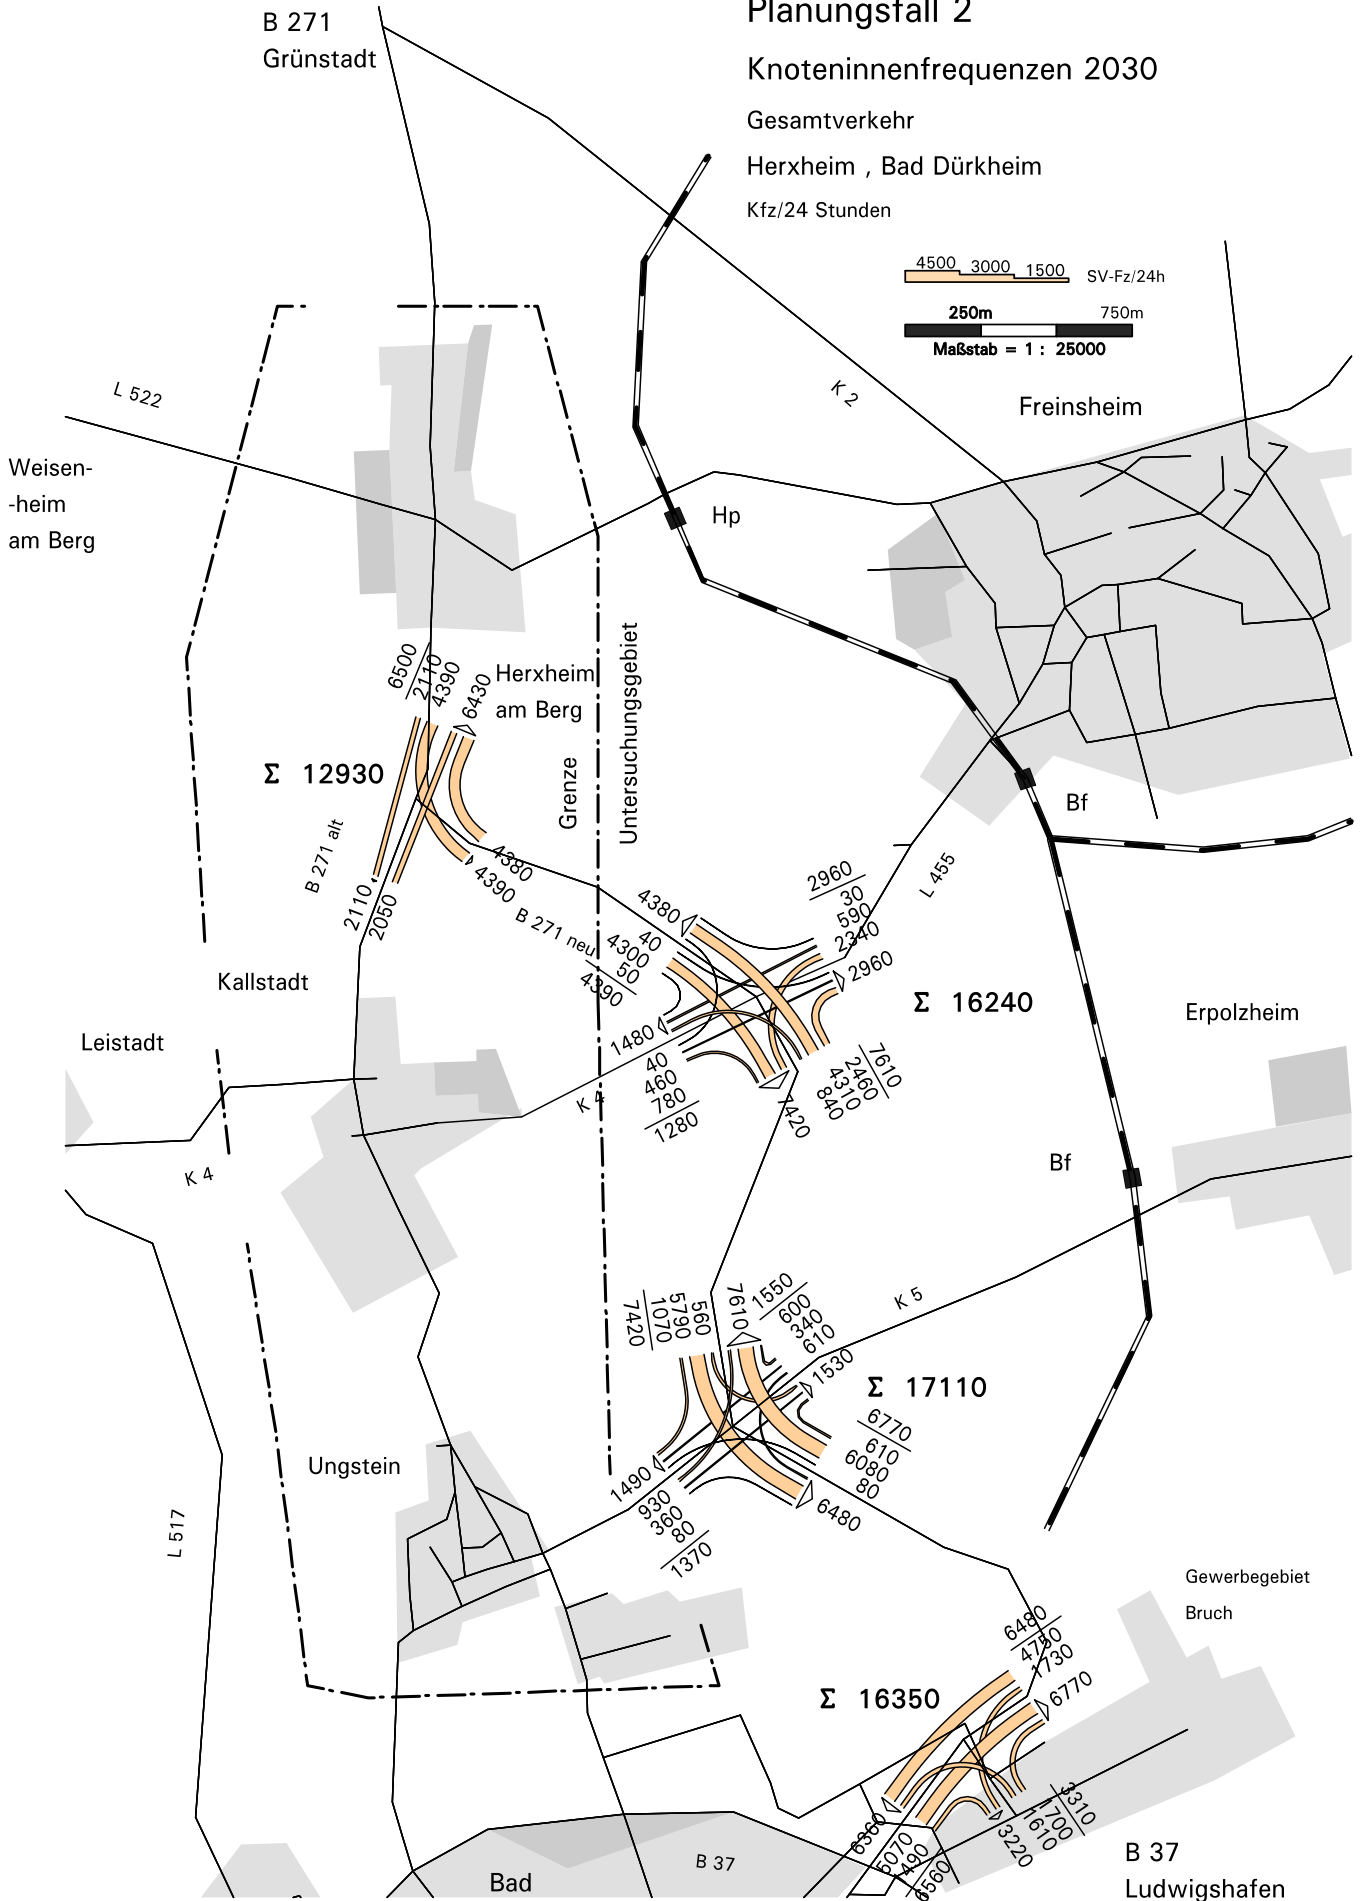 B 271
Grünstadt
Planungsfall 2
Knoteninnenfrequenzen 2030
Gesamtverkehr
Herxheim , Bad Dürkheim
Kfz/24 Stunden
4500 3000 1500 SV-Fz/24h
250m 750m
Maßstab = 1 : 25000
L 522
K 2
Freinsheim
Weisen-
-heim
am Berg
Hp
Herxheim
am Berg
6500
2110
4390
6430
Σ 12930
Grenze
Untersuchungsgebiet
B 271 alt
2110
2050
4380
4390
B 271 neu
Bf
L 455
2960
30
590
2340
2960
4380
40
4300
50
4390
Σ 16240
1480
40
460
780
1280
7610
2460
4310
840
7420
Kallstadt
Leistadt
Erpolzheim
K 4
K 4
Bf
K 5
7420
1070
5790
560
7610
1550
600
340
610
1530
Σ 17110
6770
610
6080
80
6480
1490
930
360
80
1370
Ungstein
L 517
Gewerbegebiet
Bruch
6480
4750
1730
6770
Σ 16350
6360
5070
1490
6560
3310
1700
1610
3220
B 37
Bad
B 37
Ludwigshafen